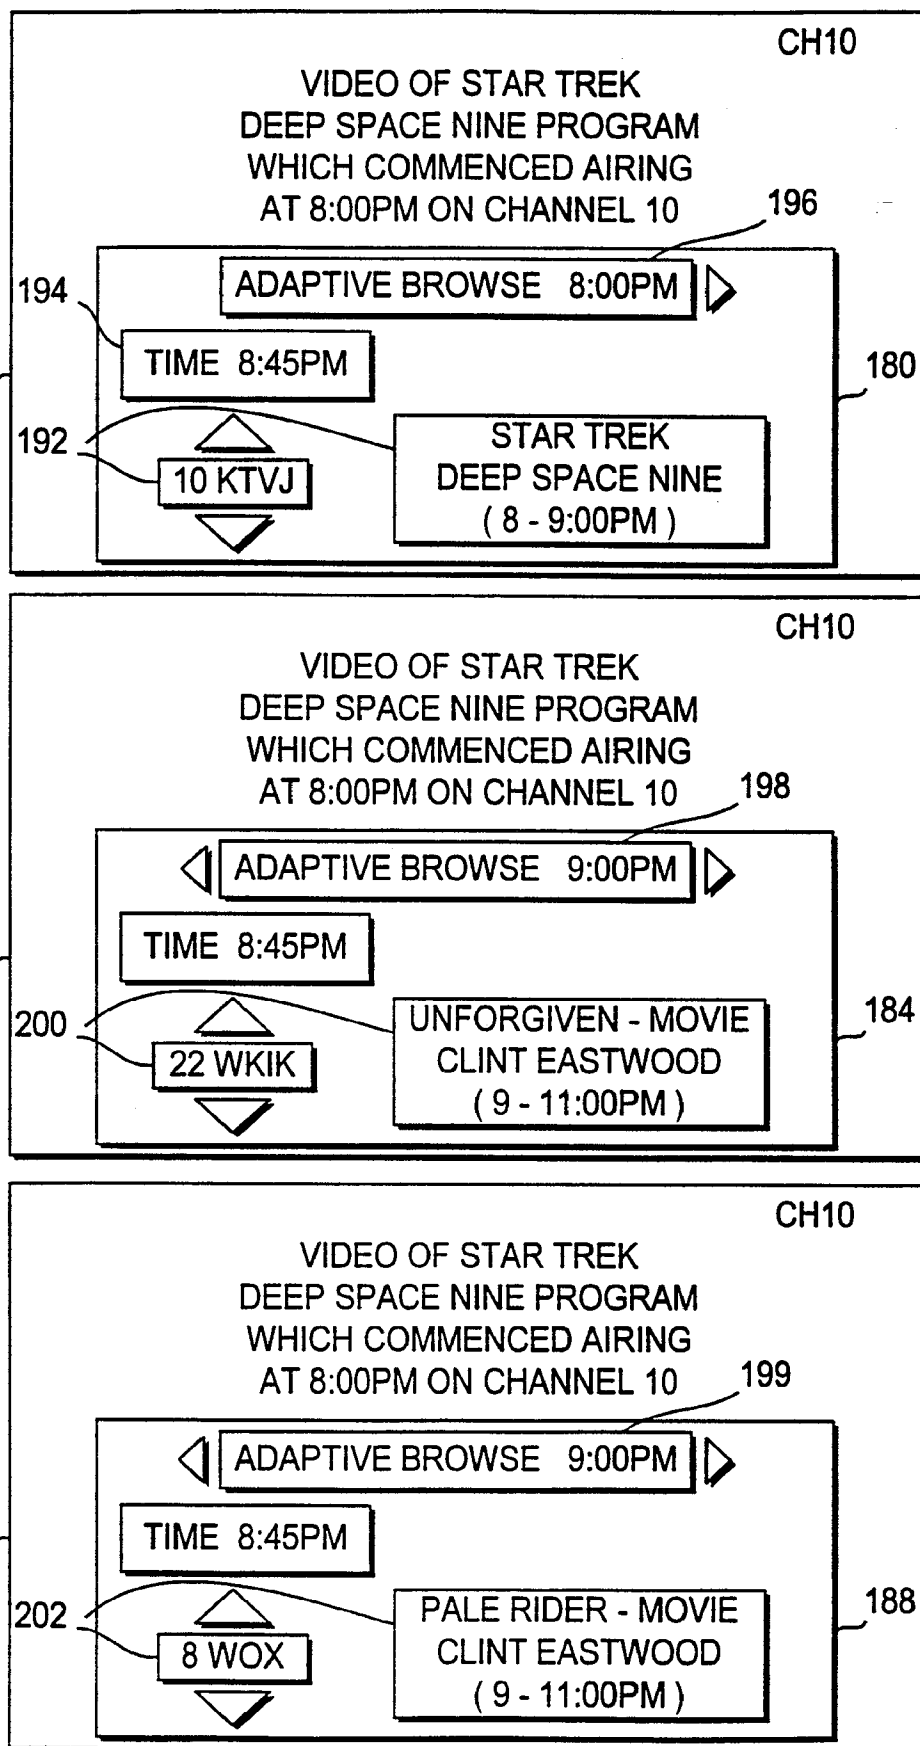 CH10
VIDEO OF STAR TREK
DEEP SPACE NINE PROGRAM
WHICH COMMENCED AIRING
AT 8:00PM ON CHANNEL 10
196
ADAPTIVE BROWSE 8:00PM
194
TIME 8:45PM
180
192
10 KTVJ
STAR TREK
DEEP SPACE NINE
( 8 - 9:00PM )
CH10
VIDEO OF STAR TREK
DEEP SPACE NINE PROGRAM
WHICH COMMENCED AIRING
AT 8:00PM ON CHANNEL 10
198
ADAPTIVE BROWSE 9:00PM
TIME 8:45PM
200
22 WKIK
UNFORGIVEN - MOVIE
CLINT EASTWOOD
( 9 - 11:00PM )
184
CH10
VIDEO OF STAR TREK
DEEP SPACE NINE PROGRAM
WHICH COMMENCED AIRING
AT 8:00PM ON CHANNEL 10
199
ADAPTIVE BROWSE 9:00PM
TIME 8:45PM
202
8 WOX
PALE RIDER - MOVIE
CLINT EASTWOOD
( 9 - 11:00PM )
188